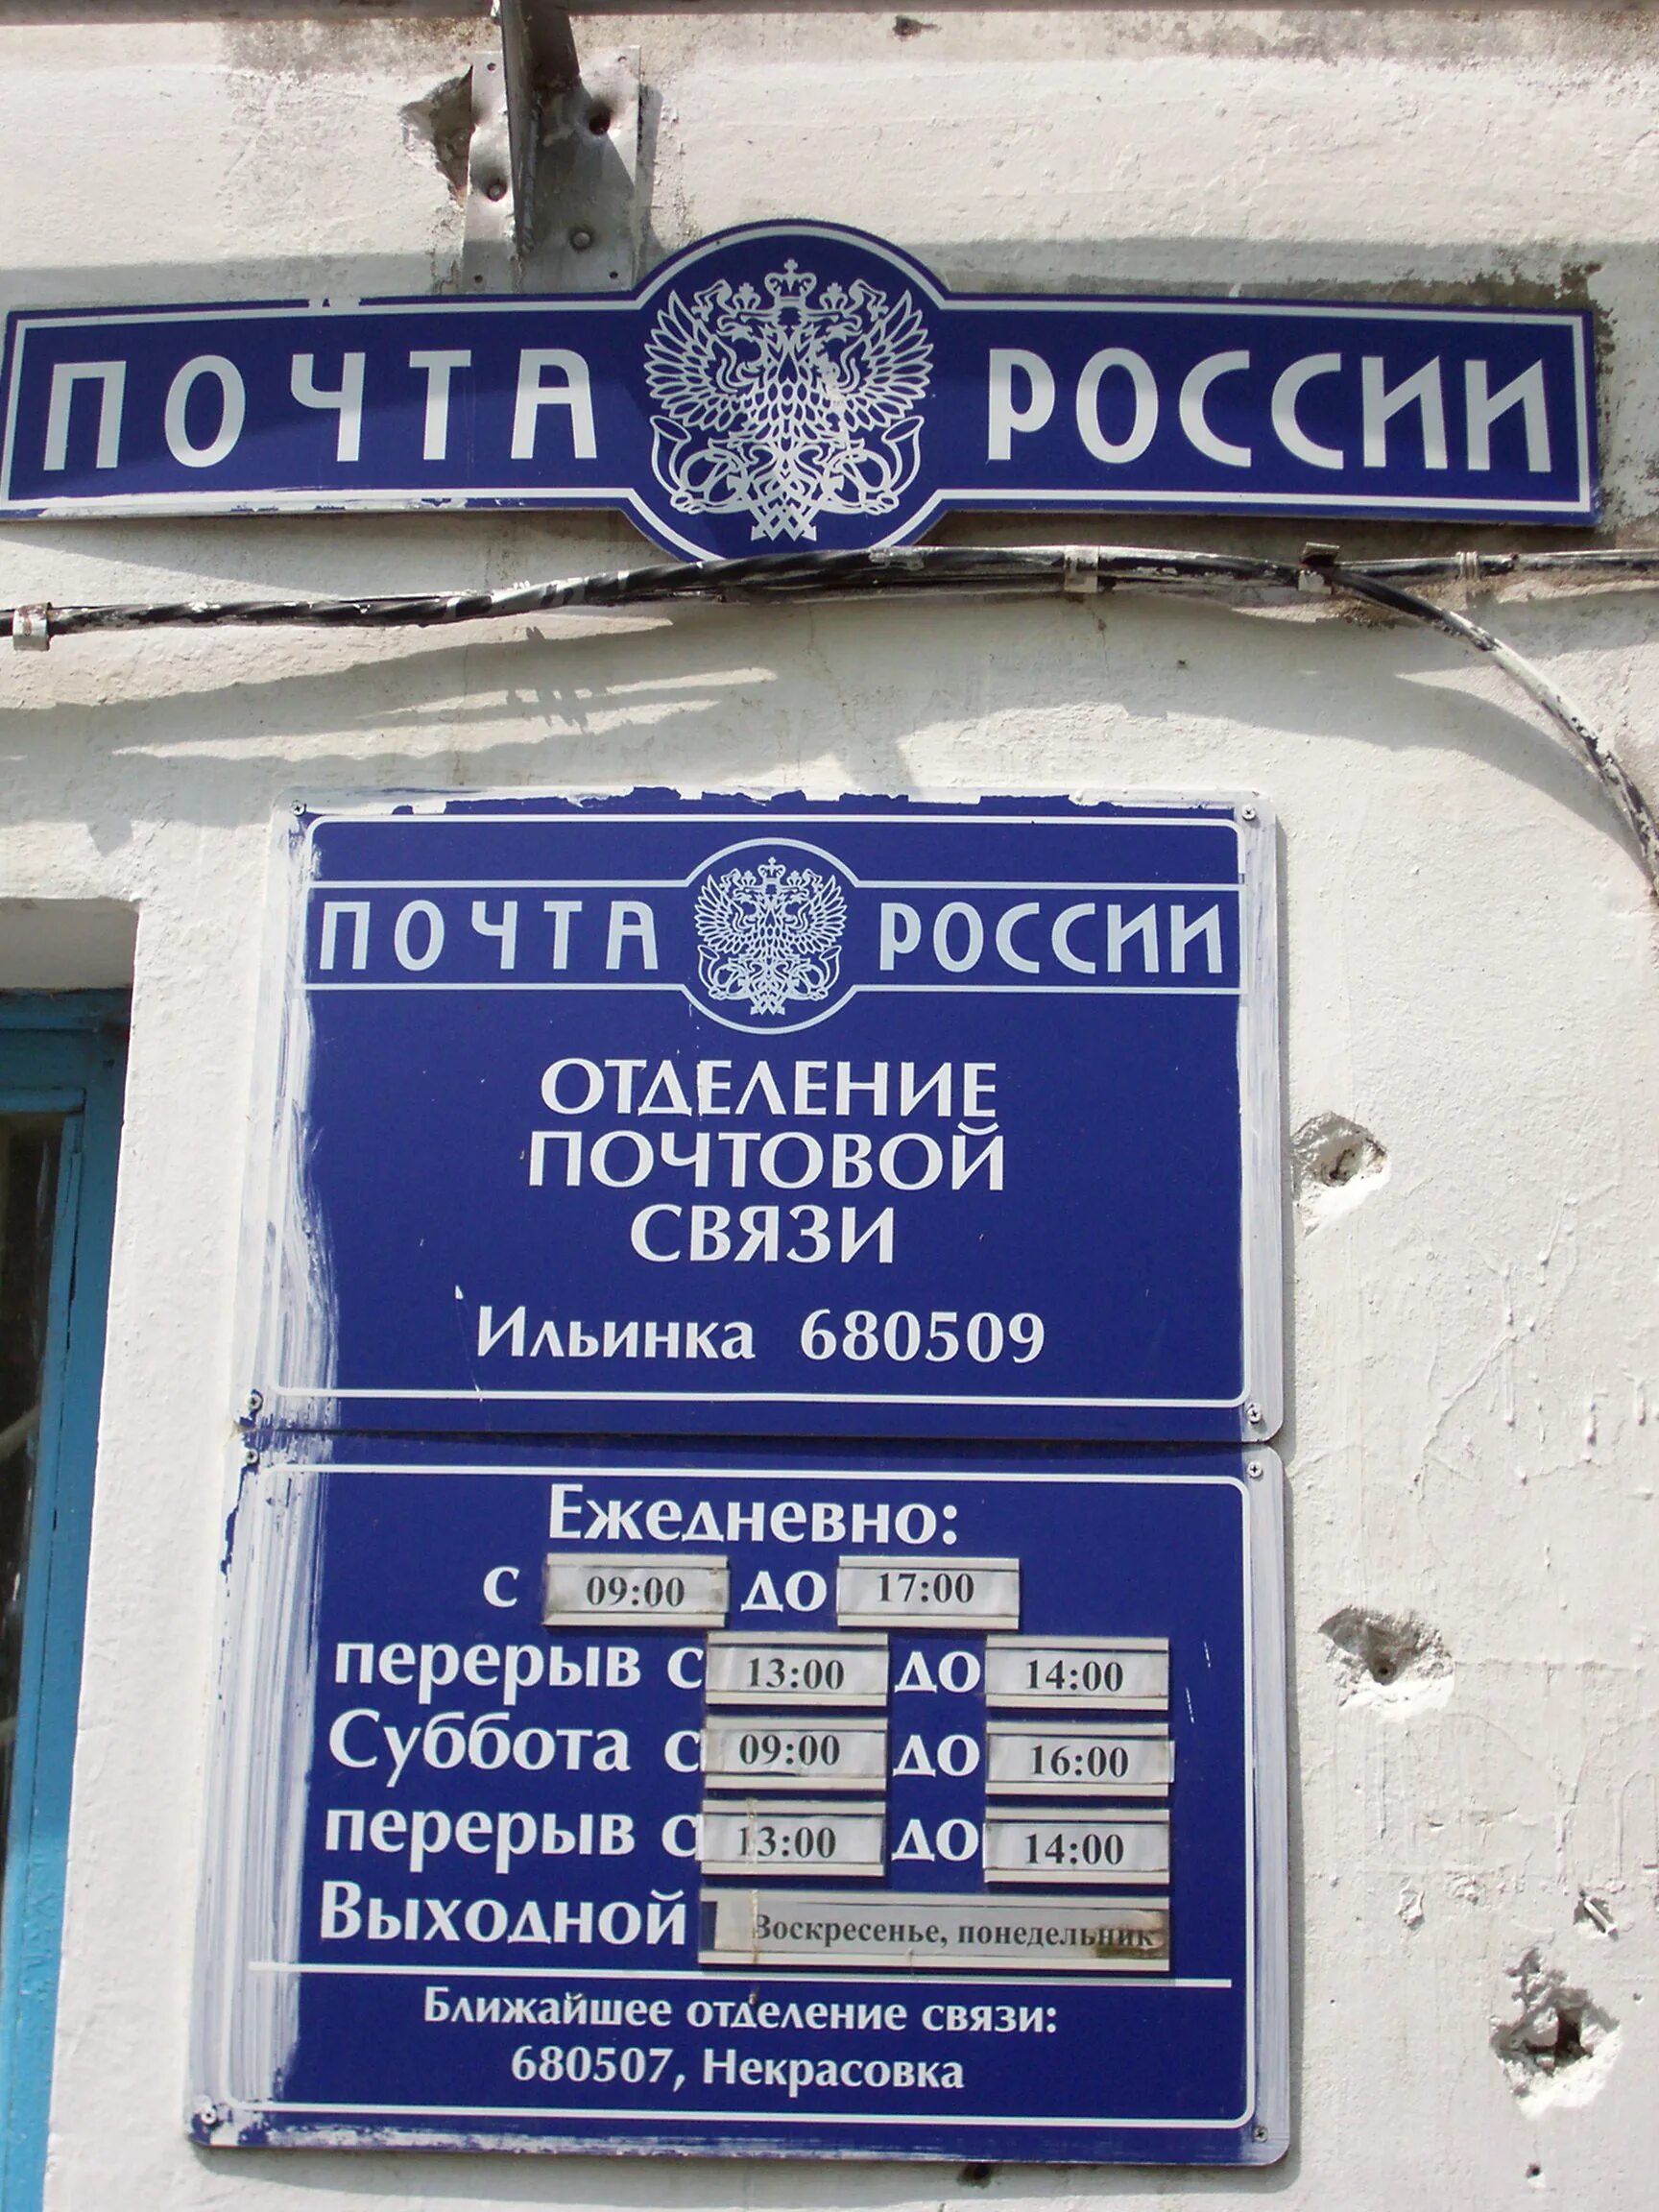 ПОЧТА РОССИИ
ПОЧТА РОССИИ
ОТДЕЛЕНИЕ
ПОЧТОВОЙ
СВЯЗИ
Ильинка 680509
Ежедневно:
с 09:00 до 17:00
перерыв с 13:00 до 14:00
Суббота с 09:00 до 16:00
перерыв с 13:00 до 14:00
Выходной Воскресенье, понедельник
Ближайшее отделение связи:
680507, Некрасовка